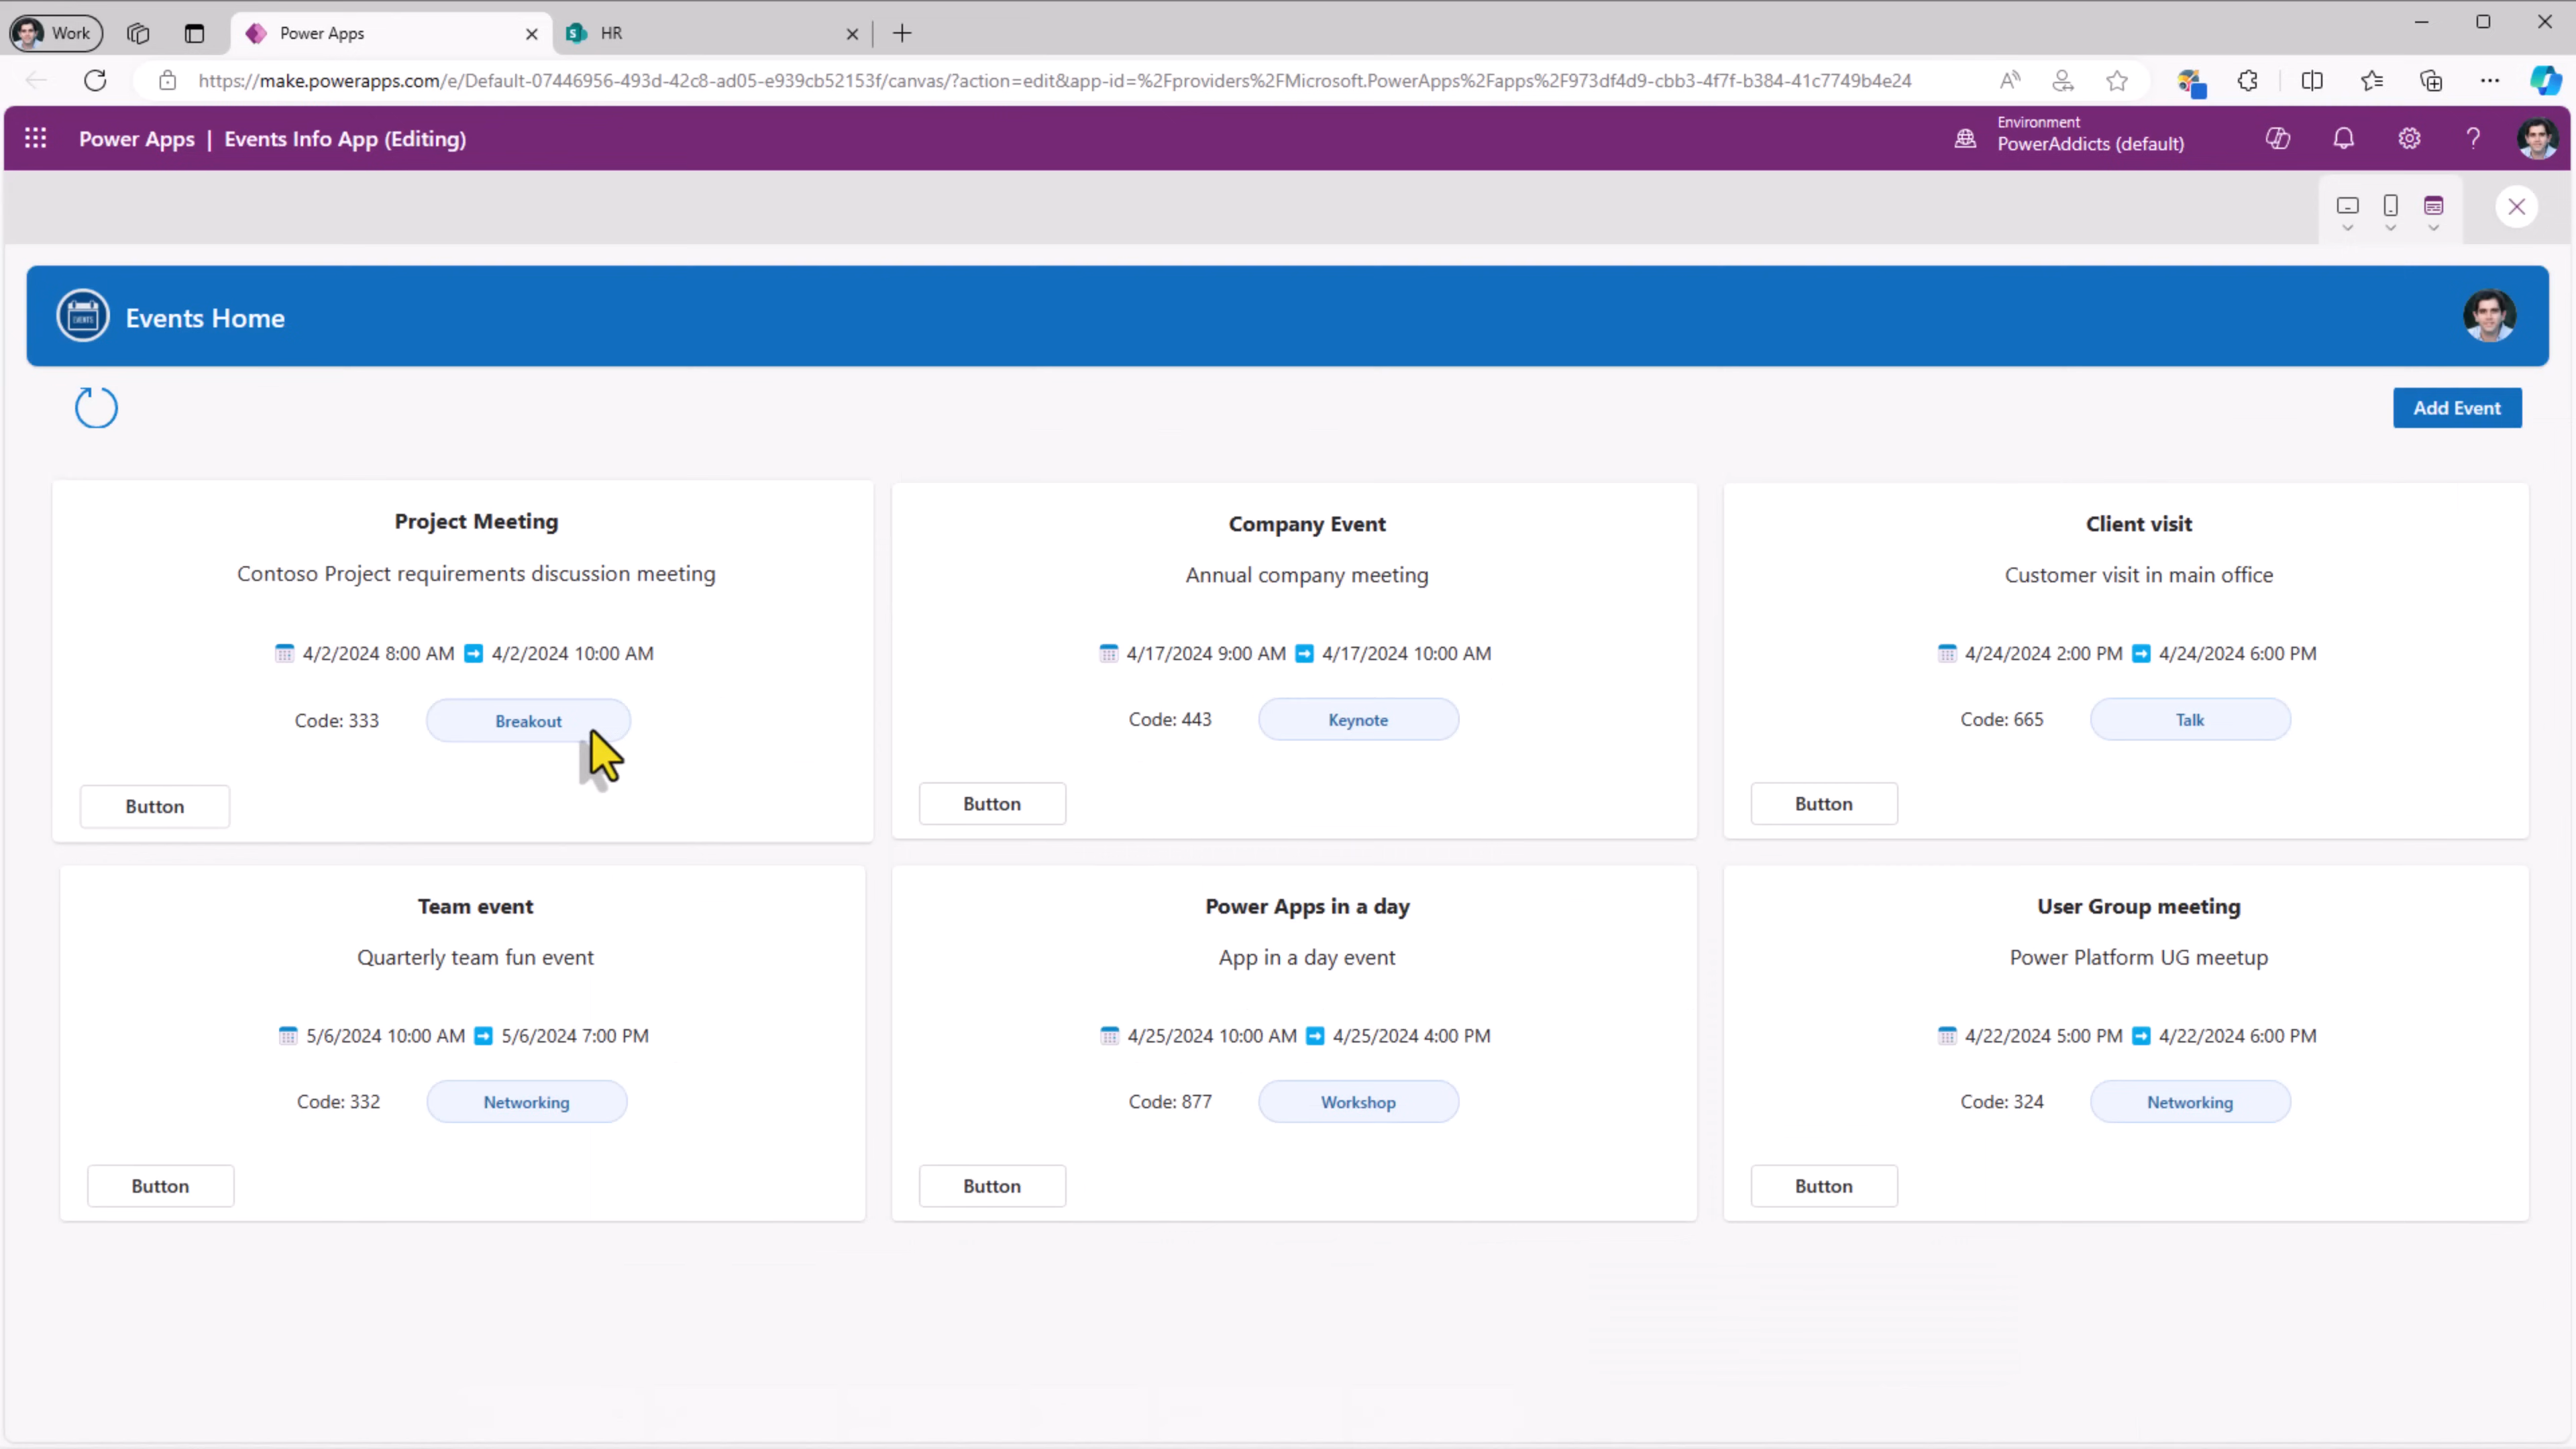 Work
Power Apps
HR
https://make.powerapps.com/e/Default-07446956-493d-42c8-ad05-e939cb52153f/canvas/?action=edit&app-id=%2Fproviders%2FMicrosoft.PowerApps%2Fapps%2F973df4d9-cbb3-4f7f-b384-41c7749b4e24
Power Apps | Events Info App (Editing)
Environment
PowerAddicts (default)
EVENTS
Events Home
Add Event
Project Meeting
Contoso Project requirements discussion meeting
4/2/2024 8:00 AM ➡ 4/2/2024 10:00 AM
Code: 333
Breakout
Button
Company Event
Annual company meeting
4/17/2024 9:00 AM ➡ 4/17/2024 10:00 AM
Code: 443
Keynote
Button
Client visit
Customer visit in main office
4/24/2024 2:00 PM ➡ 4/24/2024 6:00 PM
Code: 665
Talk
Button
Team event
Quarterly team fun event
5/6/2024 10:00 AM ➡ 5/6/2024 7:00 PM
Code: 332
Networking
Button
Power Apps in a day
App in a day event
4/25/2024 10:00 AM ➡ 4/25/2024 4:00 PM
Code: 877
Workshop
Button
User Group meeting
Power Platform UG meetup
4/22/2024 5:00 PM ➡ 4/22/2024 6:00 PM
Code: 324
Networking
Button